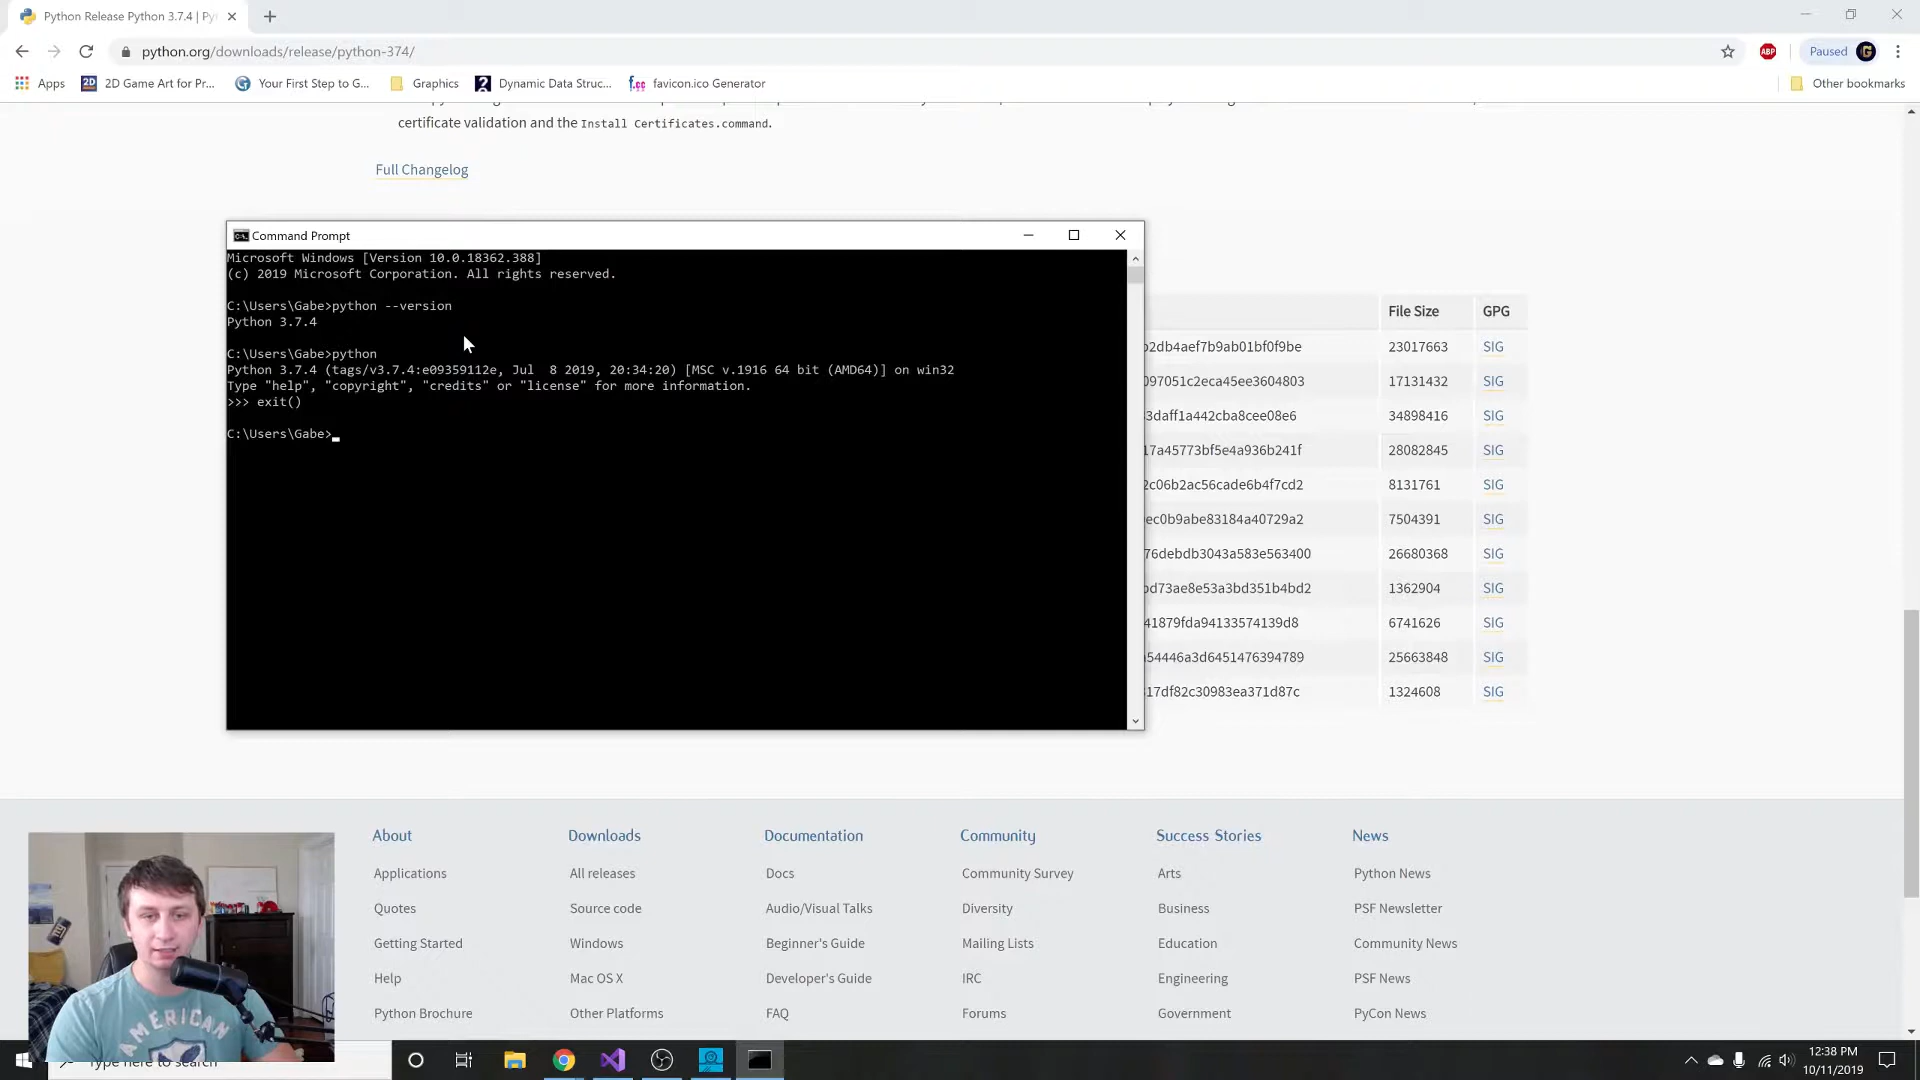 Python Release Python 3.7.4 | Py
python.org/downloads/release/python-374/
ABP
Paused
Apps
2D Game Art for Pr...
Your First Step to G...
Graphics
Dynamic Data Struc...
favicon.ico Generator
Other bookmarks
certificate validation and the Install Certificates.command.
Full Changelog
Command Prompt
Microsoft Windows [Version 10.0.18362.388]
(c) 2019 Microsoft Corporation. All rights reserved.
C:\Users\Gabe>python --version
Python 3.7.4
C:\Users\Gabe>python
Python 3.7.4 (tags/v3.7.4:e09359112e, Jul  8 2019, 20:34:20) [MSC v.1916 64 bit (AMD64)] on win32
Type "help", "copyright", "credits" or "license" for more information.
>>> exit()
C:\Users\Gabe>
File Size GPG
2db4aef7b9ab01bf0f9be 23017663 SIG
097051c2eca45ee3604803 17131432 SIG
3daff1a442cba8cee08e6 34898416 SIG
17a45773bf5e4a936b241f 28082845 SIG
2c06b2ac56cade6b4f7cd2 8131761 SIG
ec0b9abe83184a40729a2 7504391 SIG
76debdb3043a583e563400 26680368 SIG
bd73ae8e53a3bd351b4bd2 1362904 SIG
41879fda94133574139d8 6741626 SIG
a54446a3d6451476394789 25663848 SIG
317df82c30983ea371d87c 1324608 SIG
About
Applications
Quotes
Getting Started
Help
Python Brochure
Downloads
All releases
Source code
Windows
Mac OS X
Other Platforms
Documentation
Docs
Audio/Visual Talks
Beginner's Guide
Developer's Guide
FAQ
Community
Community Survey
Diversity
Mailing Lists
IRC
Forums
Success Stories
Arts
Business
Education
Engineering
Government
News
Python News
PSF Newsletter
Community News
PSF News
PyCon News
AMERICAN
Type here to search
12:38 PM
10/11/2019